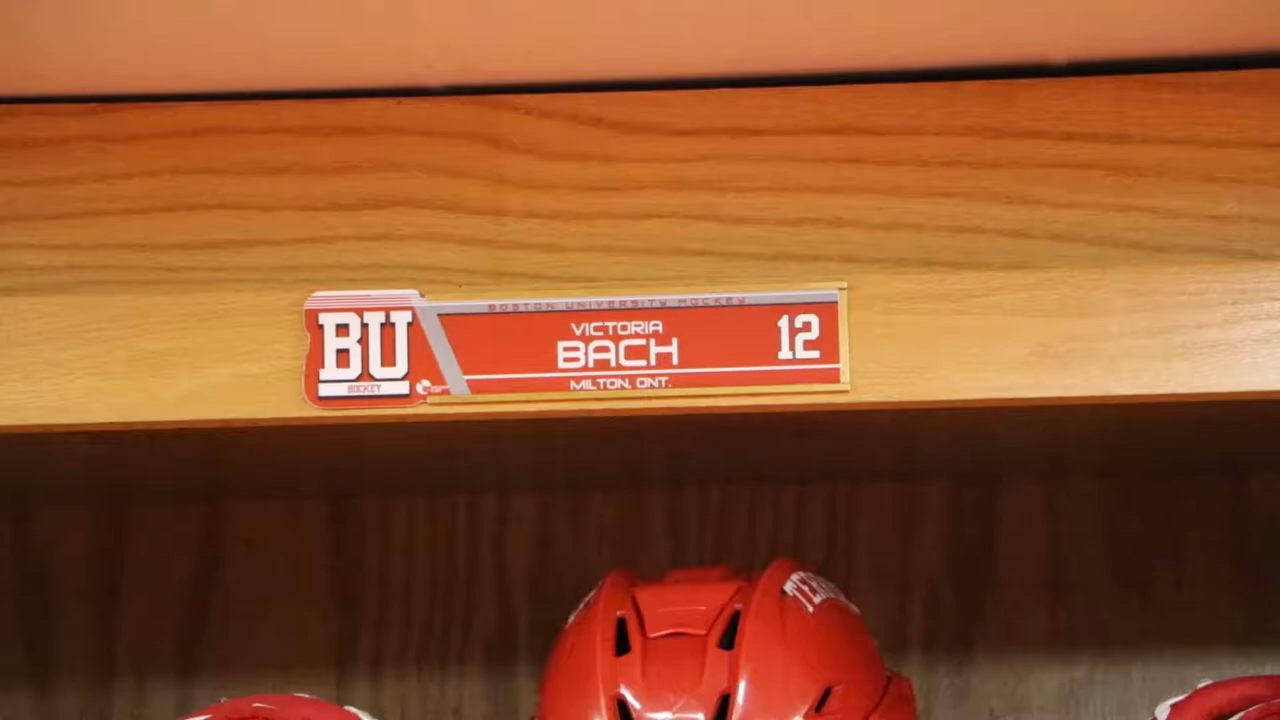 BOSTON UNIVERSITY HOCKEY
BU
HOCKEY
VICTORIA
BACH
12
MILTON, ONT.